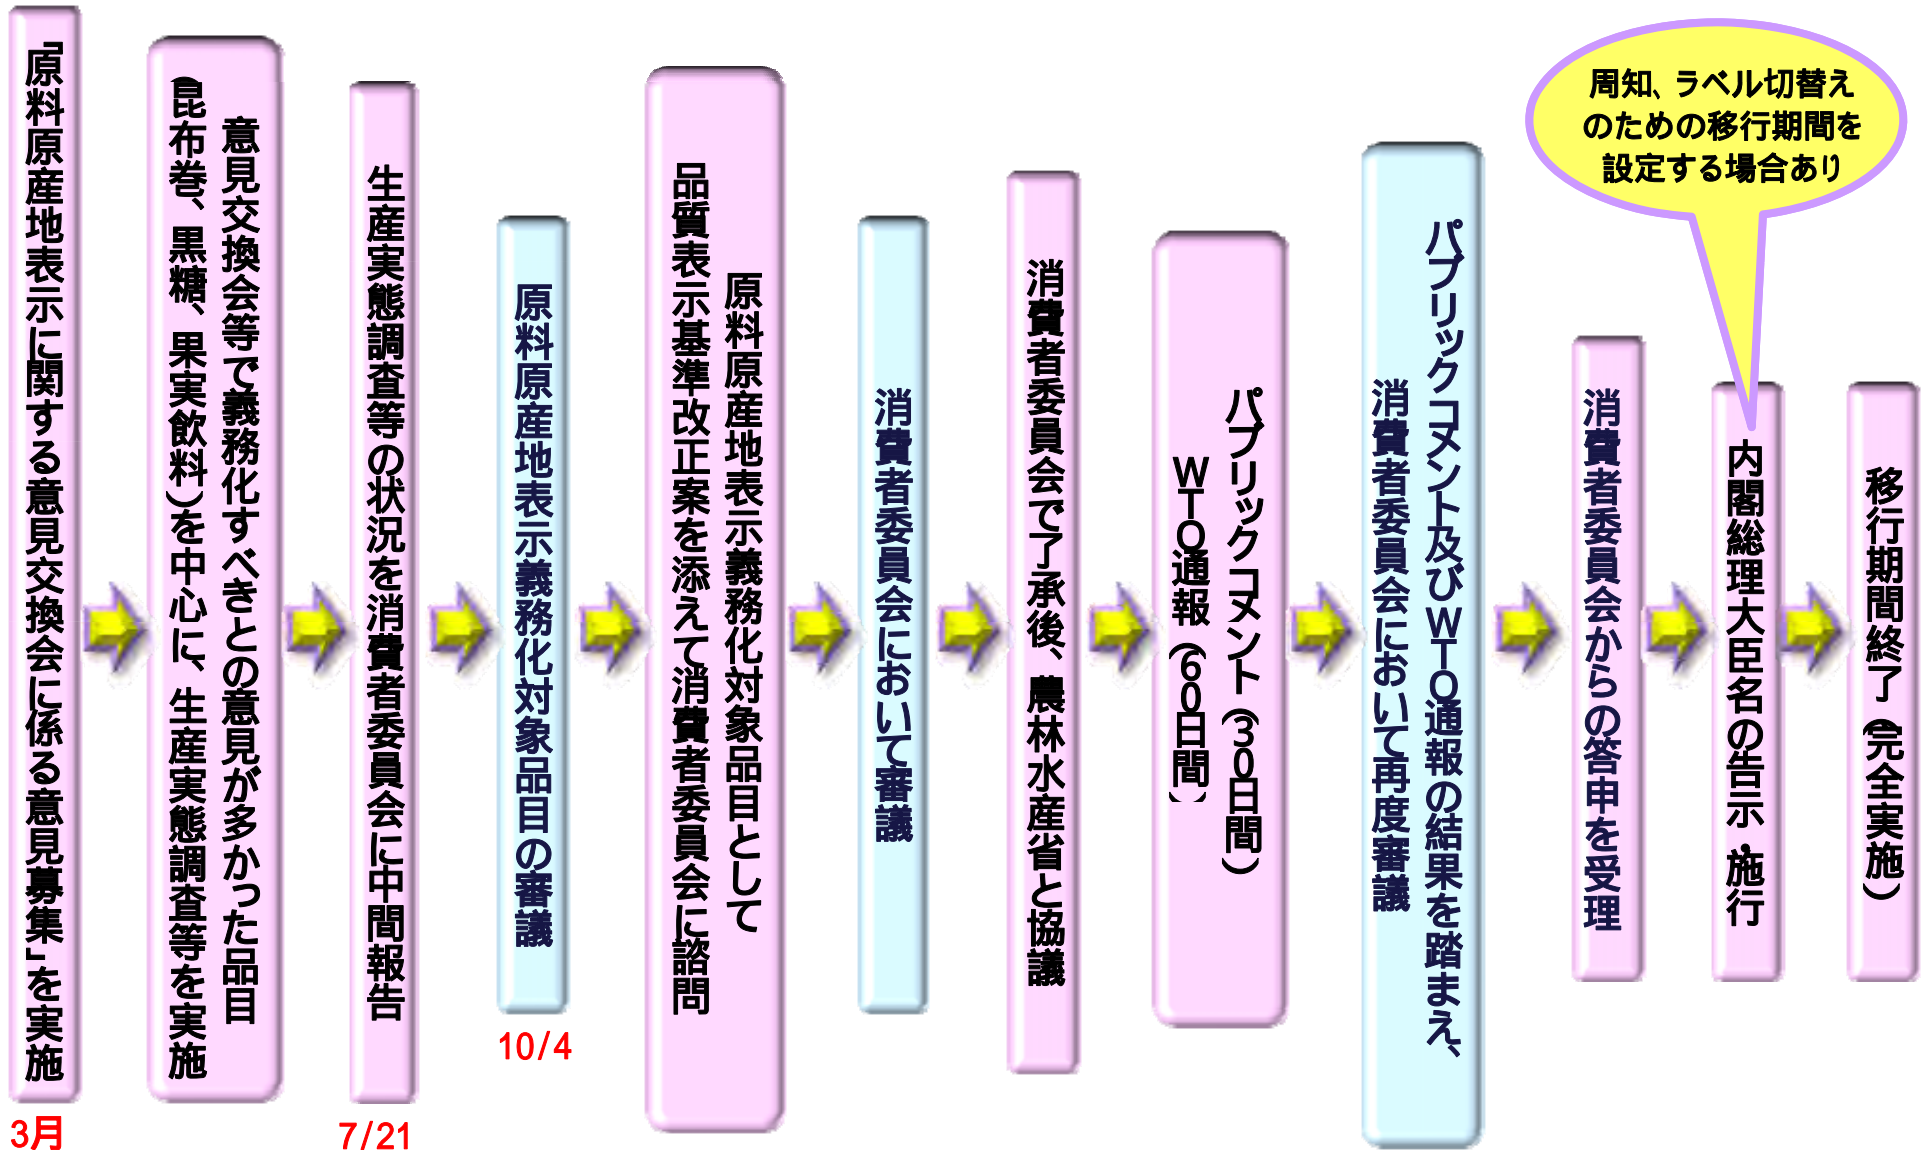 「原料原産地表示に関する意見交換会に係る意見募集」を実施
3月
意見交換会等で義務化すべきとの意見が多かった品目
(昆布巻、黒糖、果実飲料)を中心に、生産実態調査等を実施
生産実態調査等の状況を消費者委員会に中間報告
7/21
原料原産地表示義務化対象品目の審議
10/4
原料原産地表示義務化対象品目として
品質表示基準改正案を添えて消費者委員会に諮問
消費者委員会において審議
消費者委員会で了承後、農林水産省と協議
パブリックコメント(30日間)
WTO通報(60日間)
パブリックコメント及びWTO通報の結果を踏まえ、
消費者委員会において再度審議
消費者委員会からの答申を受理
周知、ラベル切替え
のための移行期間を
設定する場合あり
内閣総理大臣名の告示・施行
移行期間終了(完全実施)